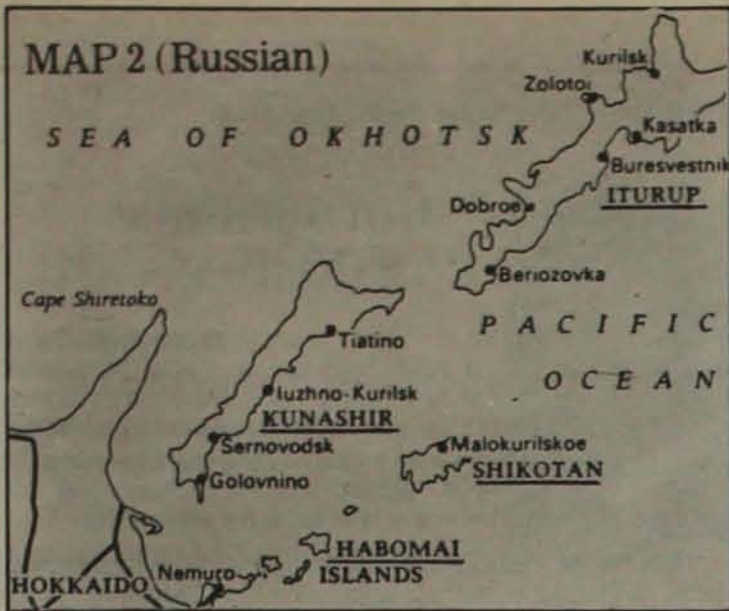 MAP 2 (Russian)
Kurilsk
Zolotoi
SEA OF OKHOTSK
Kasatka
Buresvestnik
ITURUP
Dobroe
Beriozovka
Cape Shiretoko
PACIFIC
OCEAN
Tiatino
Iuzhno-Kurilsk
KUNASHIR
Sernovodsk
Malokurilskoe
SHIKOTAN
Golovnino
HABOMAI
ISLANDS
Nemuro
HOKKAIDO